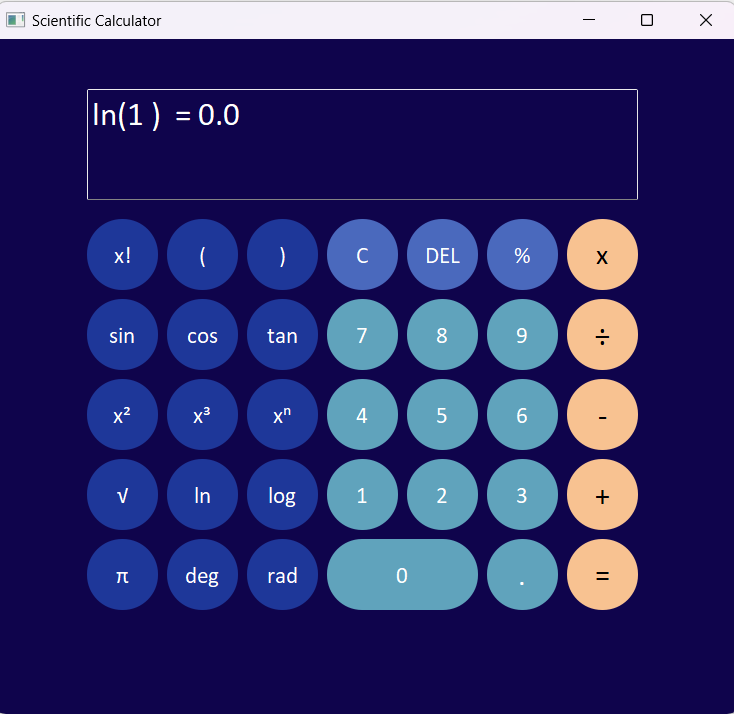 Scientific Calculator
ln(1 ) = 0.0
x! ( ) C DEL % x
sin cos tan 7 8 9 ÷
x² x³ xⁿ 4 5 6 -
√ ln log 1 2 3 +
π deg rad 0 . =